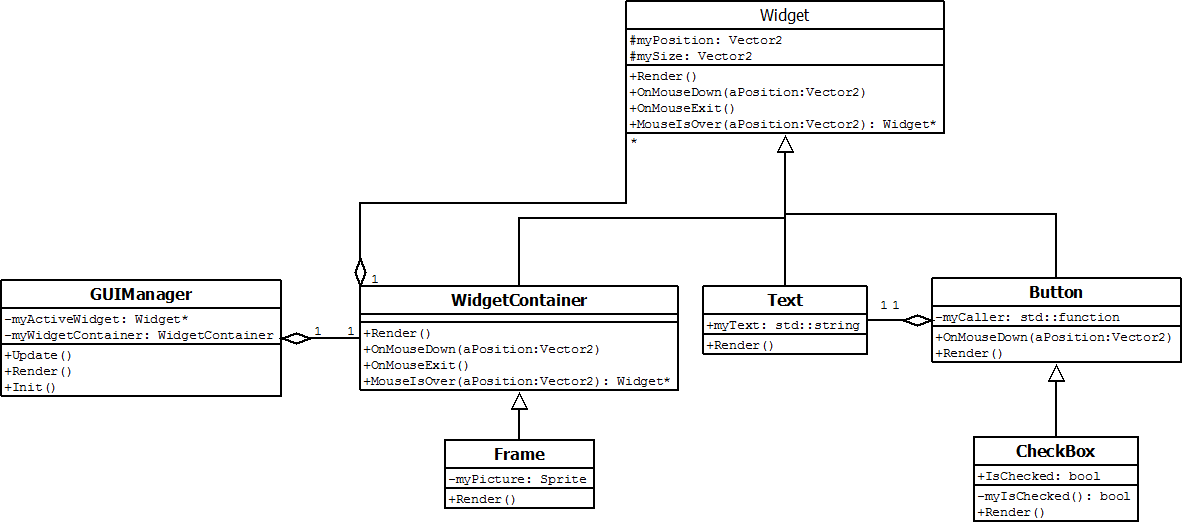 Widget
#myPosition: Vector2
#mySize: Vector2
+Render()
+OnMouseDown(aPosition:Vector2)
+OnMouseExit()
+MouseIsOver(aPosition:Vector2): Widget*
*
1
GUIManager
-myActiveWidget: Widget*
-myWidgetContainer: WidgetContainer
+Update()
+Render()
+Init()
1
1
WidgetContainer
+Render()
+OnMouseDown(aPosition:Vector2)
+OnMouseExit()
+MouseIsOver(aPosition:Vector2): Widget*
Text
+myText: std::string
+Render()
1 1
Button
-myCaller: std::function
+OnMouseDown(aPosition:Vector2)
+Render()
Frame
-myPicture: Sprite
+Render()
CheckBox
+IsChecked: bool
-myIsChecked(): bool
+Render()